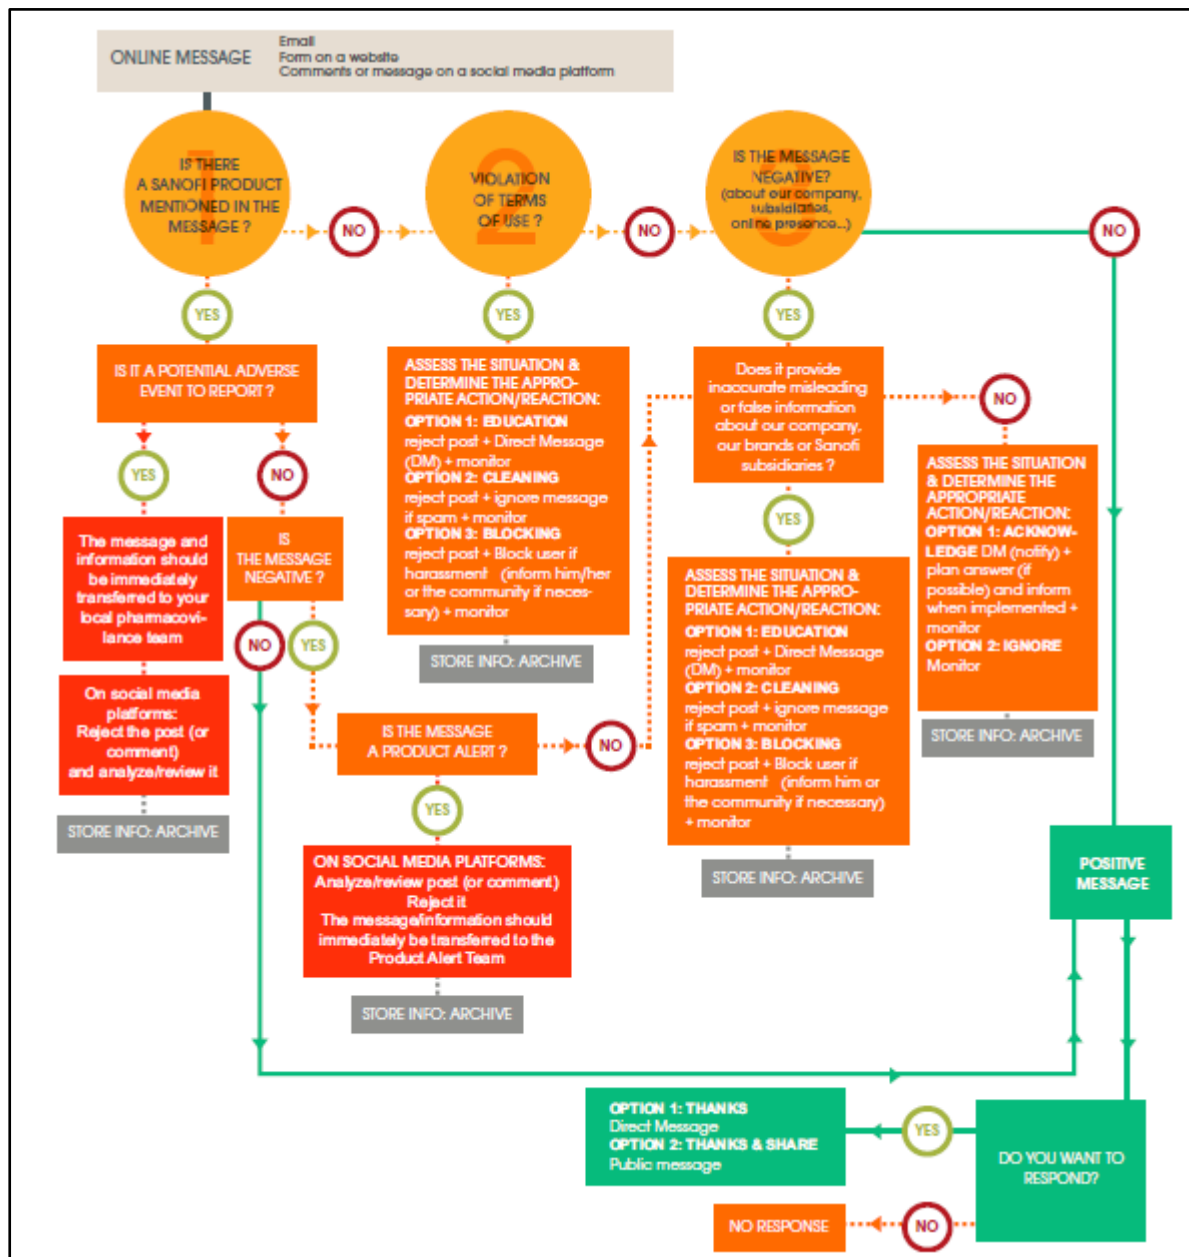 ONLINE MESSAGE
Email
Form on a website
Comments or message on a social media platform
1
IS THERE
A SANOFI PRODUCT
MENTIONED IN THE
MESSAGE ?
NO
2
VIOLATION
OF TERMS
OF USE ?
NO
3
IS THE MESSAGE
NEGATIVE?
(about our company,
subsidiaries,
online presence...)
NO
YES
YES
YES
IS IT A POTENTIAL ADVERSE
EVENT TO REPORT ?
YES
NO
The message and
information should
be immediately
transferred to your
local pharmacovi-
lance team
On social media
platforms:
Reject the post (or
comment)
and analyze/review it
STORE INFO: ARCHIVE
IS
THE MESSAGE
NEGATIVE ?
NO
YES
IS THE MESSAGE
A PRODUCT ALERT ?
NO
YES
ON SOCIAL MEDIA PLATFORMS:
Analyze/review post (or comment)
Reject it
The message/information should
immediately be transferred to the
Product Alert Team
STORE INFO: ARCHIVE
ASSESS THE SITUATION &
DETERMINE THE APPRO-
PRIATE ACTION/REACTION:
OPTION 1: EDUCATION
reject post + Direct Message
(DM) + monitor
OPTION 2: CLEANING
reject post + ignore message
if spam + monitor
OPTION 3: BLOCKING
reject post + Block user if
harassment (inform him/her
or the community if neces-
sary) + monitor
STORE INFO: ARCHIVE
Does it provide
inaccurate misleading
or false information
about our company,
our brands or Sanofi
subsidiaries ?
NO
YES
ASSESS THE SITUATION &
DETERMINE THE APPRO-
PRIATE ACTION/REACTION:
OPTION 1: EDUCATION
reject post + Direct Message
(DM) + monitor
OPTION 2: CLEANING
reject post + ignore message
if spam + monitor
OPTION 3: BLOCKING
reject post + Block user if
harassment (inform him or
the community if necessary)
+ monitor
STORE INFO: ARCHIVE
ASSESS THE SITUATION
& DETERMINE THE
APPROPRIATE
ACTION/REACTION:
OPTION 1: ACKNOW-
LEDGE DM (notify) +
plan answer (if
possible) and inform
when implemented +
monitor
OPTION 2: IGNORE
Monitor
STORE INFO: ARCHIVE
POSITIVE
MESSAGE
DO YOU WANT TO
RESPOND?
YES
OPTION 1: THANKS
Direct Message
OPTION 2: THANKS & SHARE
Public message
NO
NO RESPONSE